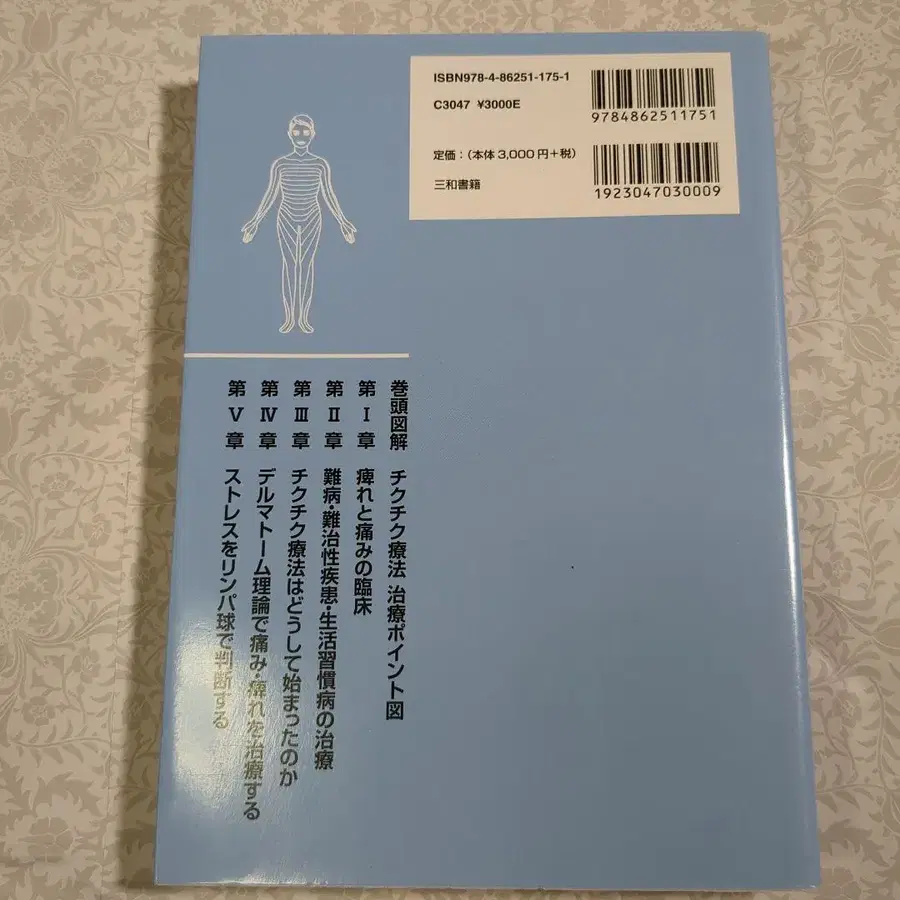 ISBN978-4-86251-175-1
C3047 ¥3000E
定価：（本体3,000円＋税）
三和書籍
9784862511751
1923047030009
巻頭図解 チクチク療法 治療ポイント図
第Ⅰ章 痺れと痛みの臨床
第Ⅱ章 難病・難治性疾患・生活習慣病の治療
第Ⅲ章 チクチク療法はどうして始まったのか
第Ⅳ章 デルマトーム理論で痛み・痺れを治療する
第Ⅴ章 ストレスをリンパ球で判断する